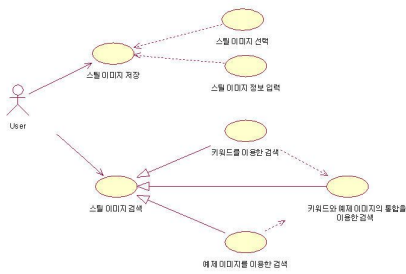 스틸 이미지 선택
스틸 이미지 저장
스틸 이미지 정보 입력
User
키워드를 이용한 검색
스틸 이미지 검색
키워드와 예제 이미지의 통합을
이용한 검색
예제 이미지를 이용한 검색